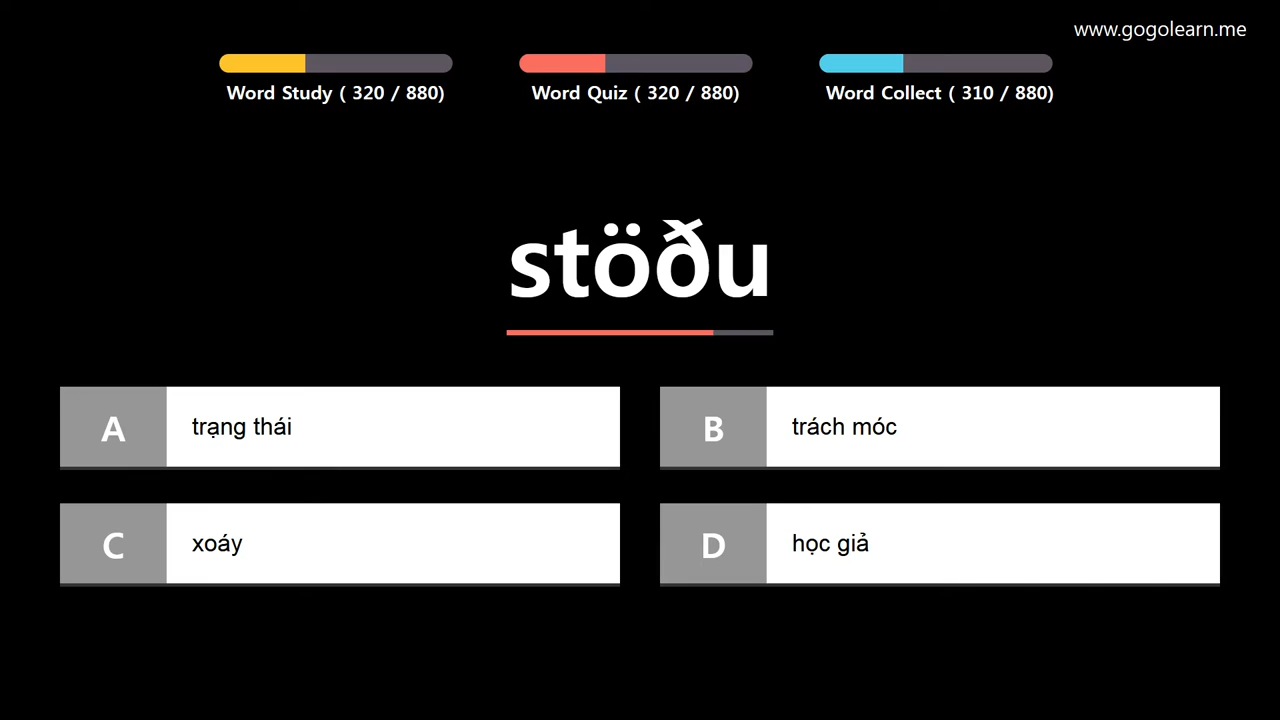 www.gogolearn.me
Word Study ( 320 / 880)
Word Quiz ( 320 / 880)
Word Collect ( 310 / 880)
stöðu
A
trạng thái
B
trách móc
C
xoáy
D
học giả